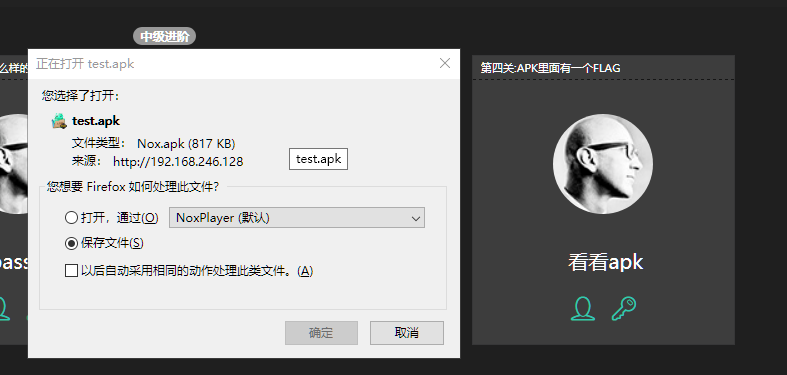 中级进阶
么样的
第四关:APK里面有一个FLAG
正在打开 test.apk
您选择了打开:
test.apk
文件类型: Nox.apk (817 KB)
来源: http://192.168.246.128
test.apk
您想要 Firefox 如何处理此文件?
打开，通过(O) NoxPlayer (默认)
保存文件(S)
以后自动采用相同的动作处理此类文件。(A)
确定 取消
pass
看看apk